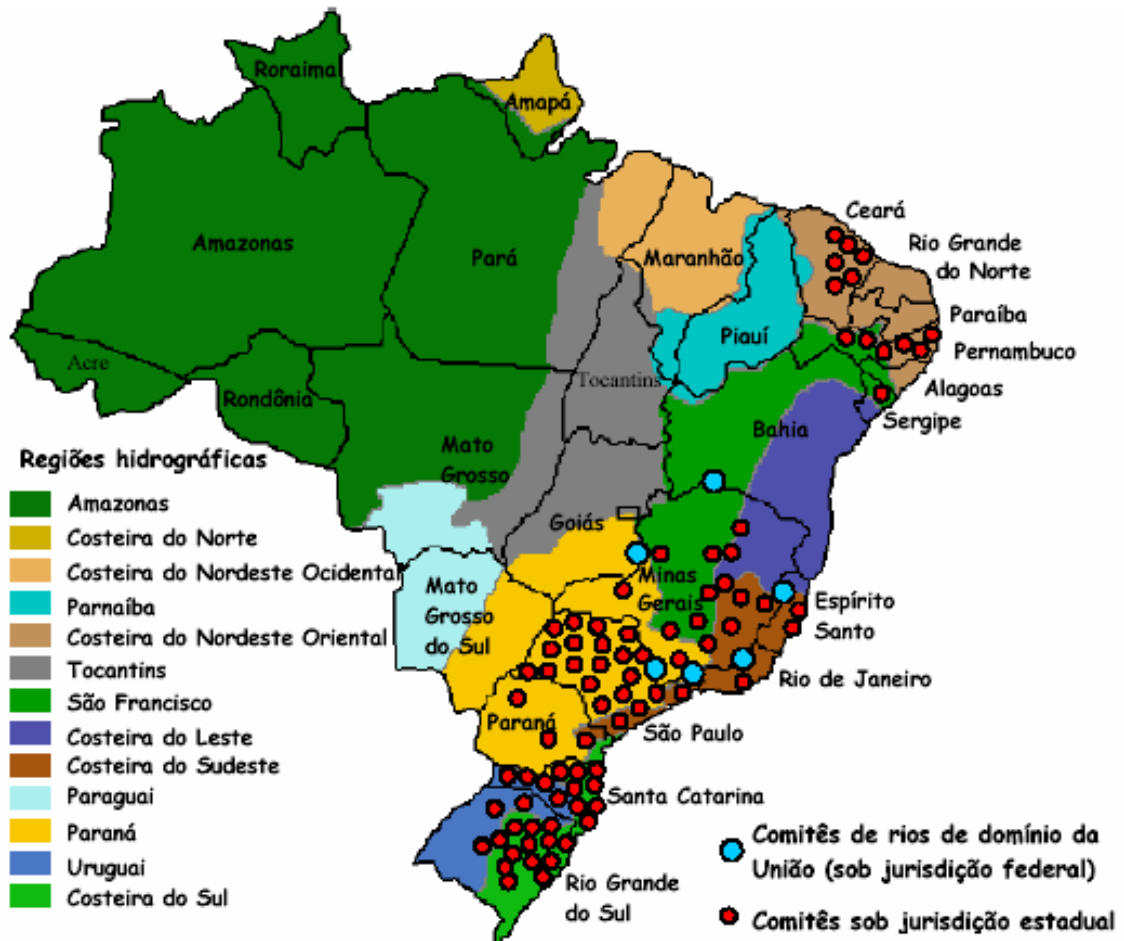 Roraima
Amapá
Amazonas
Pará
Maranhão
Ceará
Rio Grande
do Norte
Paraíba
Piauí
Pernambuco
Acre
Tocantins
Rondônia
Alagoas
Sergipe
Bahia
Mato
Grosso
Goiás
Mato
Grosso
do Sul
Minas
Gerais
Espírito
Santo
Rio de Janeiro
Paraná
São Paulo
Santa Catarina
Rio Grande
do Sul
Regiões hidrográficas
Amazonas
Costeira do Norte
Costeira do Nordeste Ocidental
Parnaíba
Costeira do Nordeste Oriental
Tocantins
São Francisco
Costeira do Leste
Costeira do Sudeste
Paraguai
Paraná
Uruguai
Costeira do Sul
Comitês de rios de domínio da
União (sob jurisdição federal)
Comitês sob jurisdição estadual